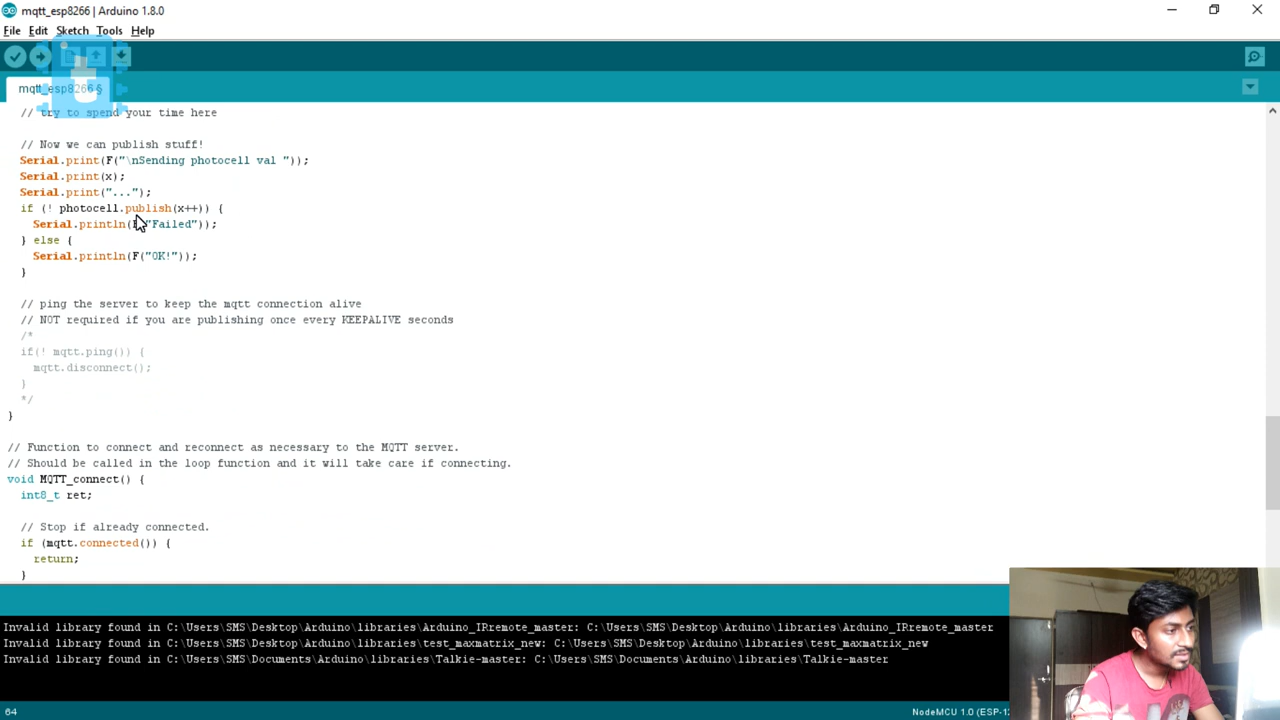 mqtt_esp8266 | Arduino 1.8.0
File Edit Sketch Tools Help
mqtt_esp8266 §
// try to spend your time here
// Now we can publish stuff!
Serial.print(F("\nSending photocell val "));
Serial.print(x);
Serial.print("...");
if (! photocell.publish(x++)) {
Serial.println(F("Failed"));
} else {
Serial.println(F("OK!"));
}
// ping the server to keep the mqtt connection alive
// NOT required if you are publishing once every KEEPALIVE seconds
/*
if(! mqtt.ping()) {
mqtt.disconnect();
}
*/
}
// Function to connect and reconnect as necessary to the MQTT server.
// Should be called in the loop function and it will take care if connecting.
void MQTT_connect() {
int8_t ret;
// Stop if already connected.
if (mqtt.connected()) {
return;
}
Invalid library found in C:\Users\SMS\Desktop\Arduino\libraries\Arduino_IRremote_master: C:\Users\SMS\Desktop\Arduino\libraries\Arduino_IRremote_master
Invalid library found in C:\Users\SMS\Desktop\Arduino\libraries\test_maxmatrix_new: C:\Users\SMS\Desktop\Arduino\libraries\test_maxmatrix_new
Invalid library found in C:\Users\SMS\Documents\Arduino\libraries\Talkie-master: C:\Users\SMS\Documents\Arduino\libraries\Talkie-master
64 NodeMCU 1.0